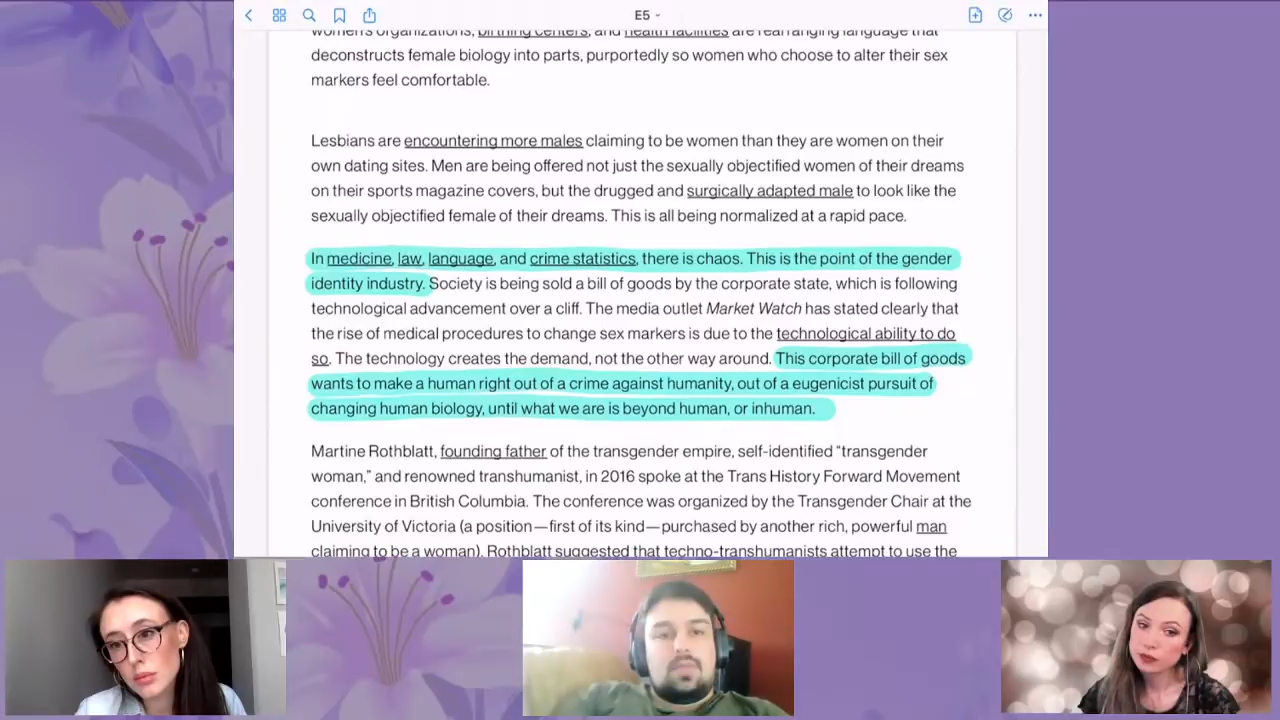 E5
women's organizations, birthing centers, and health facilities are rearranging language that
deconstructs female biology into parts, purportedly so women who choose to alter their sex
markers feel comfortable.
Lesbians are encountering more males claiming to be women than they are women on their
own dating sites. Men are being offered not just the sexually objectified women of their dreams
on their sports magazine covers, but the drugged and surgically adapted male to look like the
sexually objectified female of their dreams. This is all being normalized at a rapid pace.
In medicine, law, language, and crime statistics, there is chaos. This is the point of the gender
identity industry. Society is being sold a bill of goods by the corporate state, which is following
technological advancement over a cliff. The media outlet Market Watch has stated clearly that
the rise of medical procedures to change sex markers is due to the technological ability to do
so. The technology creates the demand, not the other way around. This corporate bill of goods
wants to make a human right out of a crime against humanity, out of a eugenicist pursuit of
changing human biology, until what we are is beyond human, or inhuman.
Martine Rothblatt, founding father of the transgender empire, self-identified “transgender
woman,” and renowned transhumanist, in 2016 spoke at the Trans History Forward Movement
conference in British Columbia. The conference was organized by the Transgender Chair at the
University of Victoria (a position—first of its kind—purchased by another rich, powerful man
claiming to be a woman). Rothblatt suggested that techno-transhumanists attempt to use the